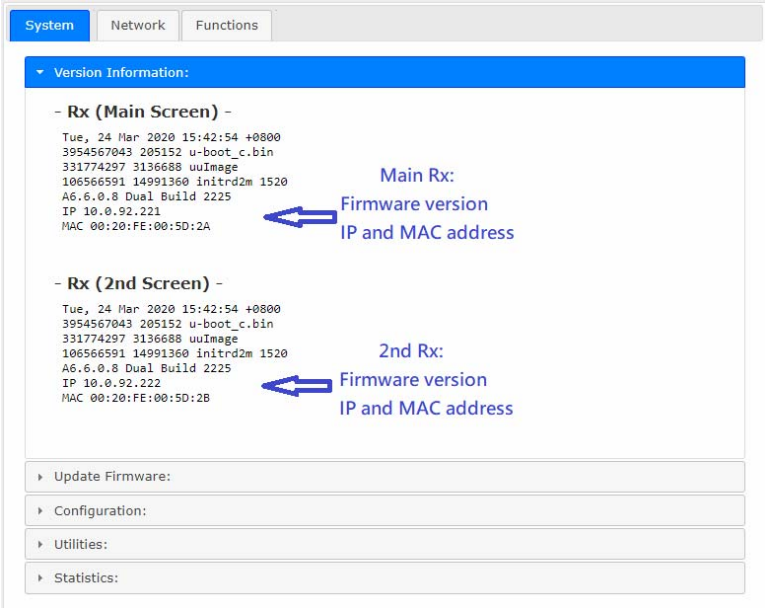 System Network Functions
Version Information:
- Rx (Main Screen) -
Tue, 24 Mar 2020 15:42:54 +0800
3954567043 205152 u-boot_c.bin
331774297 3136688 uuImage
106566591 14991360 initrd2m 1520
A6.6.0.8 Dual Build 2225
IP 10.0.92.221
MAC 00:20:FE:00:5D:2A
Main Rx:
Firmware version
IP and MAC address
- Rx (2nd Screen) -
Tue, 24 Mar 2020 15:42:54 +0800
3954567043 205152 u-boot_c.bin
331774297 3136688 uuImage
106566591 14991360 initrd2m 1520
A6.6.0.8 Dual Build 2225
IP 10.0.92.222
MAC 00:20:FE:00:5D:2B
2nd Rx:
Firmware version
IP and MAC address
Update Firmware:
Configuration:
Utilities:
Statistics: